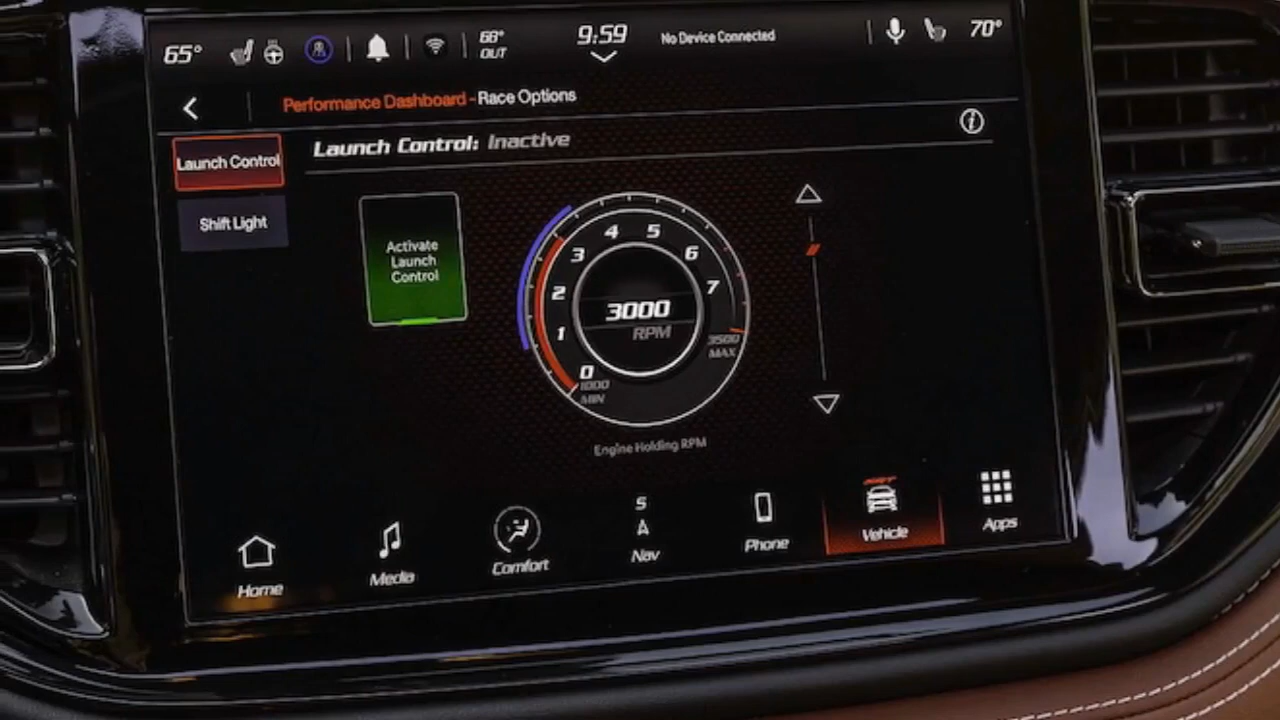 65°
68°
OUT
9:59
No Device Connected
70°
Performance Dashboard - Race Options
Launch Control
Launch Control: Inactive
Shift Light
Activate
Launch
Control
0
1
2
3
4
5
6
7
3000
RPM
1000
MIN
3500
MAX
Engine Holding RPM
Home
Media
Comfort
S
Nav
Phone
SRT
Vehicle
Apps